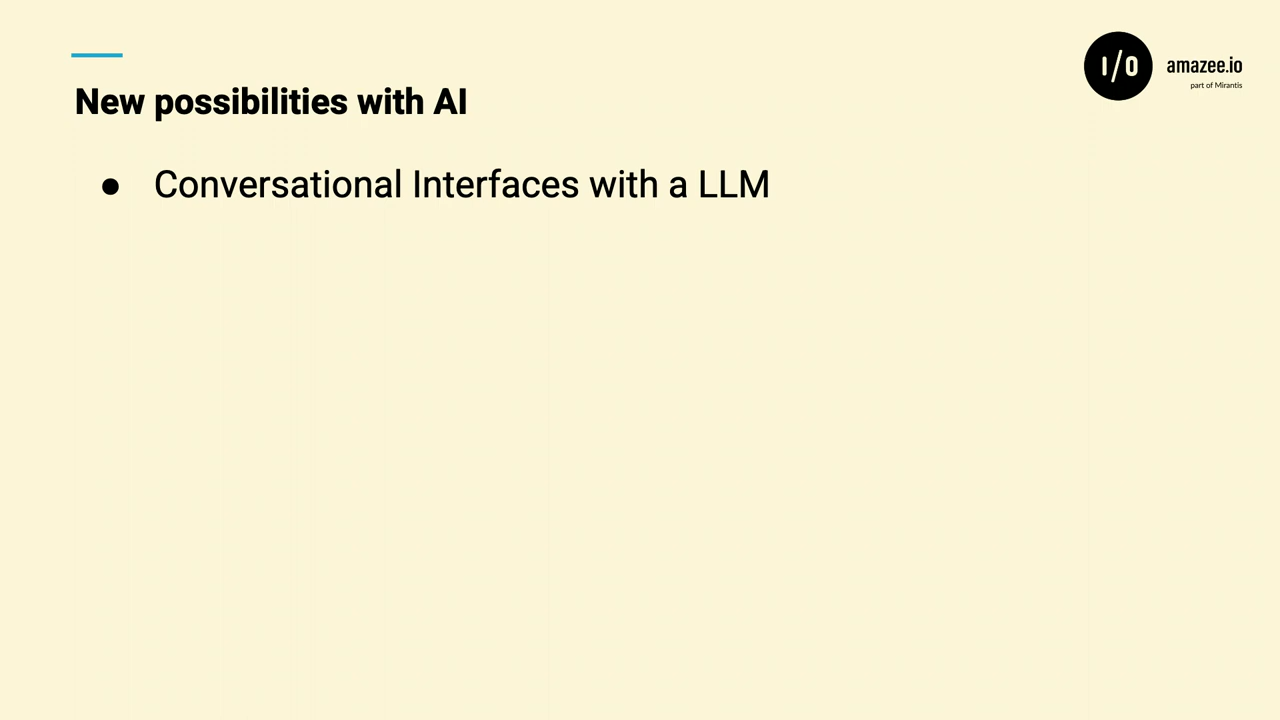 I/O
amazee.io
part of Mirantis
New possibilities with AI
● Conversational Interfaces with a LLM